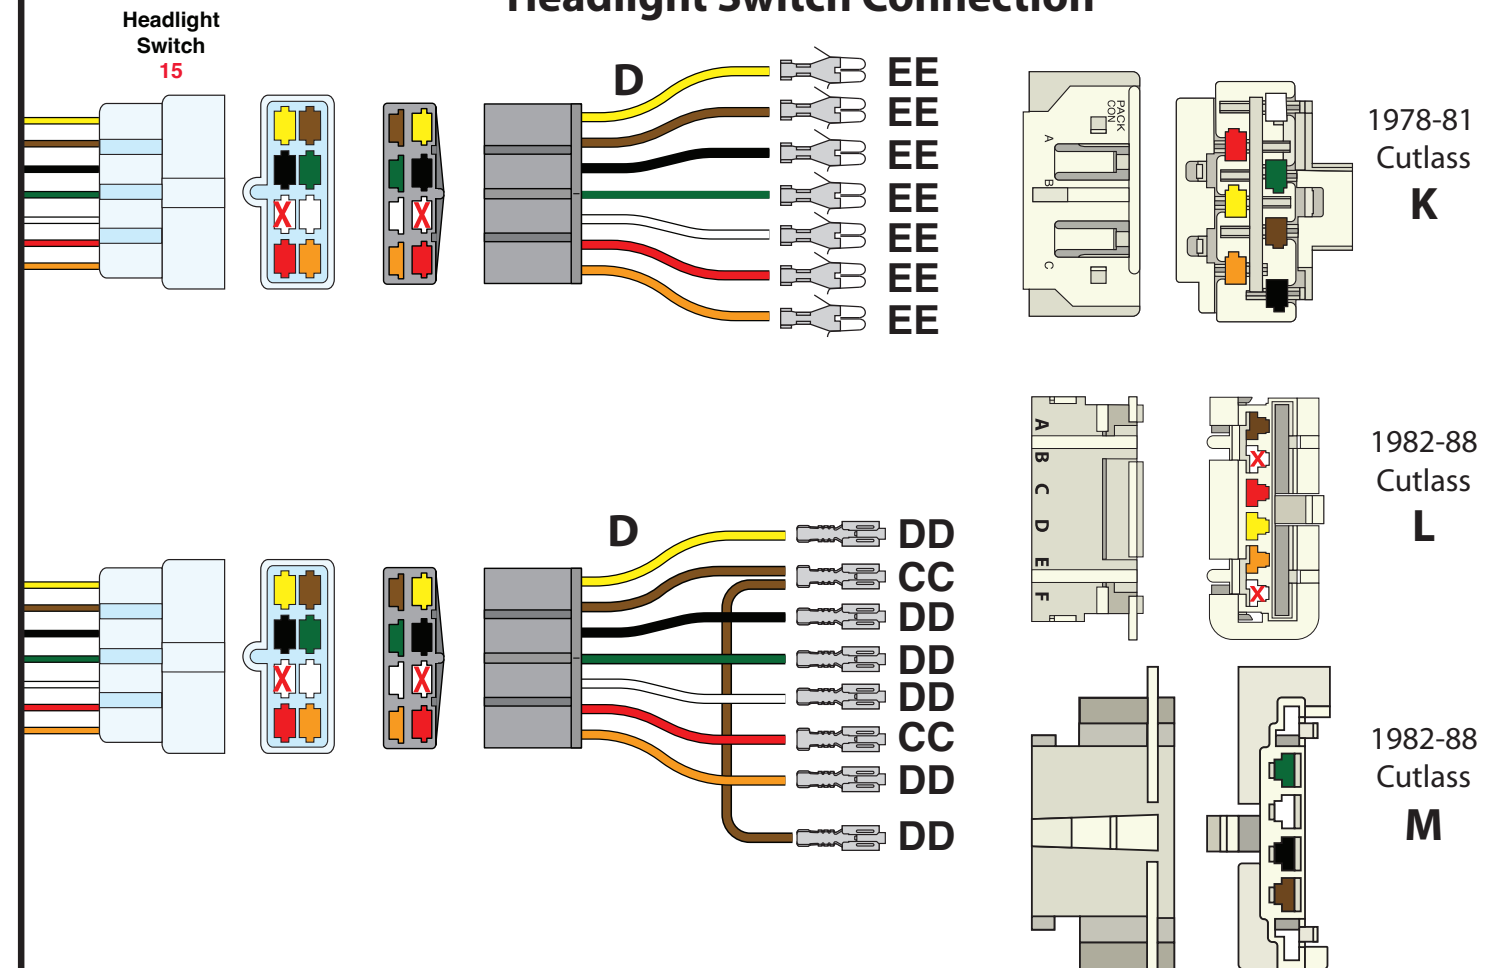 Headlight Switch Connection
Headlight
Switch
15
D
EE
EE
EE
EE
EE
EE
EE
PACK
CON
A
B
C
1978-81
Cutlass
K
X
X
A
B
C
D
E
F
X
X
1982-88
Cutlass
L
D
DD
CC
DD
DD
DD
CC
DD
DD
X
X
1982-88
Cutlass
M